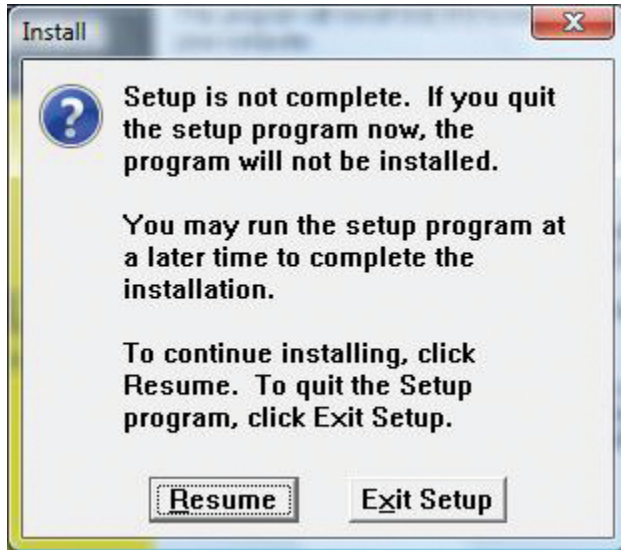 Install
Setup is not complete.  If you quit
the setup program now, the
program will not be installed.
You may run the setup program at
a later time to complete the
installation.
To continue installing, click
Resume.  To quit the Setup
program, click Exit Setup.
Resume
Exit Setup